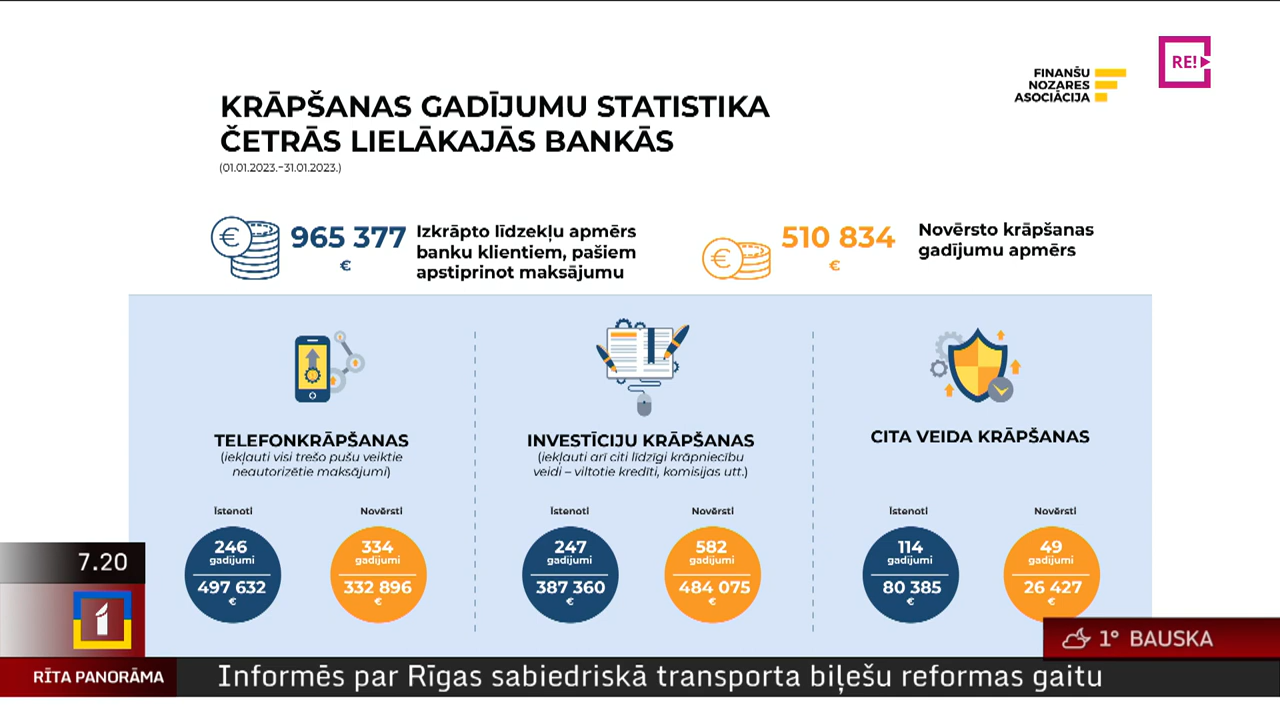 RE!
FINANŠU
NOZARES
ASOCIĀCIJA
KRĀPŠANAS GADĪJUMU STATISTIKA
ČETRĀS LIELĀKAJĀS BANKĀS
(01.01.2023.-31.01.2023.)
€ 965 377 €
Izkrāpto līdzekļu apmērs
banku klientiem, pašiem
apstiprinot maksājumu
€ 510 834 €
Novērsto krāpšanas
gadījumu apmērs
TELEFONKRĀPŠANAS
(iekļauti visi trešo pušu veiktie
neautorizētie maksājumi)
Īstenoti Novērsti
246 gadījumi 497 632 €
334 gadījumi 332 896 €
INVESTĪCIJU KRĀPŠANAS
(iekļauti arī citi līdzīgi krāpniecību
veidi – viltotie kredīti, komisijas utt.)
Īstenoti Novērsti
247 gadījumi 387 360 €
582 gadījumi 484 075 €
CITA VEIDA KRĀPŠANAS
Īstenoti Novērsti
114 gadījumi 80 385 €
49 gadījumi 26 427 €
7.20
1
1° BAUSKA
RĪTA PANORĀMA
Informēs par Rīgas sabiedriskā transporta biļešu reformas gaitu